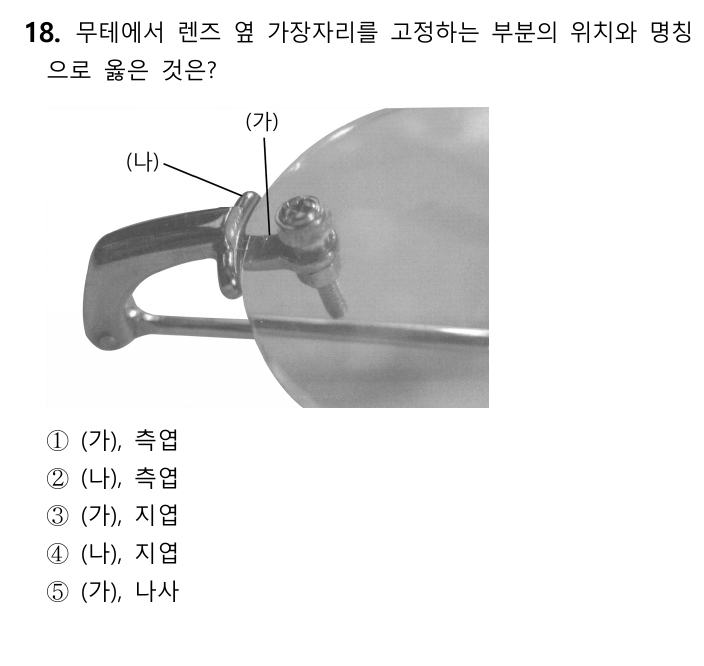 18. 무테에서 렌즈 옆 가장자리를 고정하는 부분의 위치와 명칭
으로 옳은 것은?
(가)
(나)
① (가), 측엽
② (나), 측엽
③ (가), 지엽
④ (나), 지엽
⑤ (가), 나사